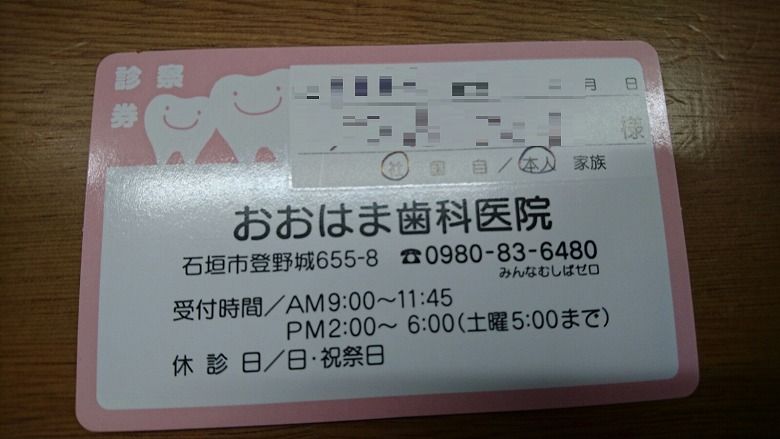 診察
券
月 日
様
社 国 自／本人 家族
おおはま歯科医院
石垣市登野城655-8 ☎0980-83-6480
みんなむしばゼロ
受付時間／AM9:00〜11:45
PM2:00〜 6:00(土曜5:00まで)
休 診 日／日・祝祭日